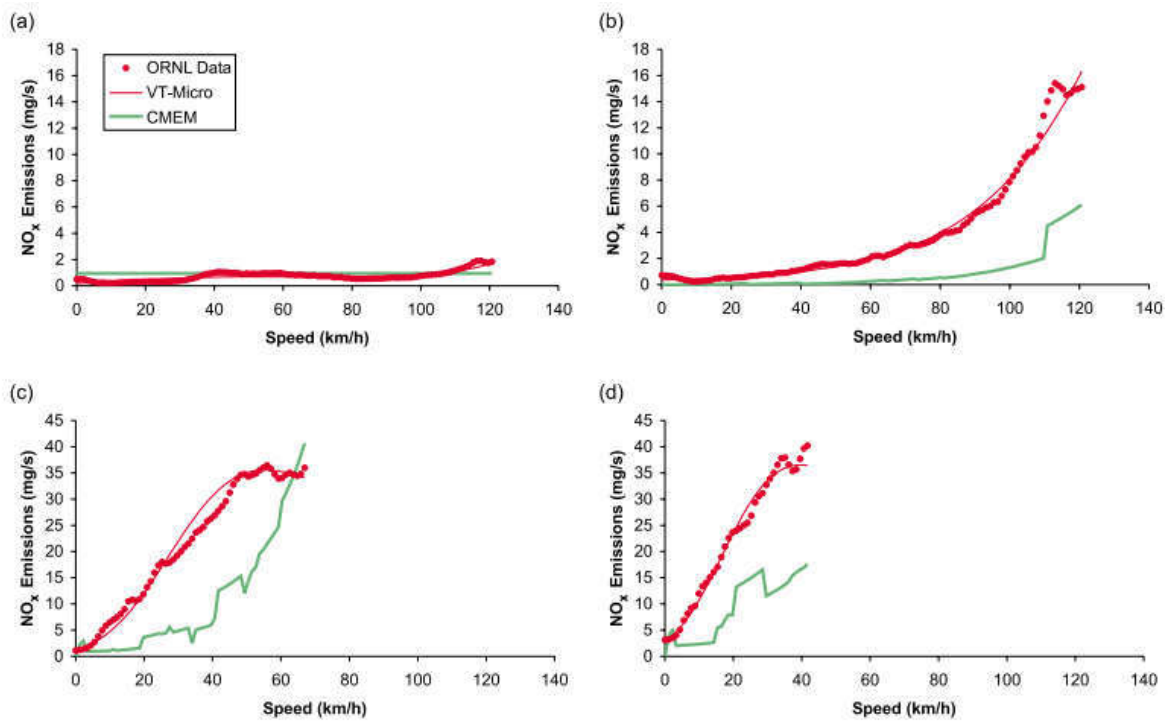 (a)
18
16
14
12
10
8
6
4
2
0
NOx Emissions (mg/s)
ORNL Data
VT-Micro
CMEM
0 20 40 60 80 100 120 140
Speed (km/h)
(b)
18
16
14
12
10
8
6
4
2
0
NOx Emissions (mg/s)
0 20 40 60 80 100 120 140
Speed (km/h)
(c)
45
40
35
30
25
20
15
10
5
0
NOx Emissions (mg/s)
0 20 40 60 80 100 120 140
Speed (km/h)
(d)
45
40
35
30
25
20
15
10
5
0
NOx Emissions (mg/s)
0 20 40 60 80 100 120 140
Speed (km/h)